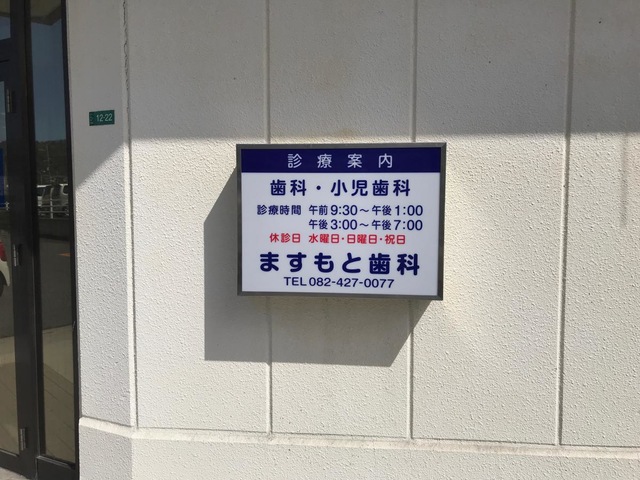 12-22
診療案内
歯科・小児歯科
診療時間 午前9:30〜午後1:00
午後3:00〜午後7:00
休診日 水曜日・日曜日・祝日
ますもと歯科
TEL082-427-0077